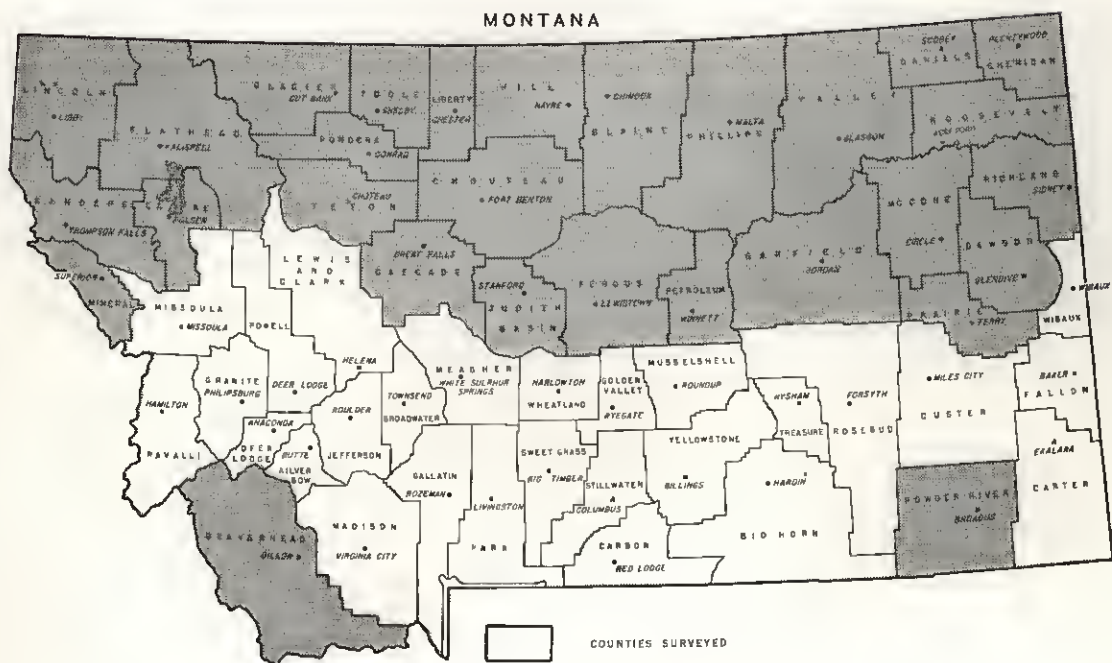 MONTANA
LINCOLN
LIBBY
FLATHEAD
KALISPELL
GLACIER
CUT BANK
TOOLE
SHELBY
LIBERTY
CHESTER
HILL
HAVRE
BLAINE
CHINOOK
PHILLIPS
MALTA
VALLEY
GLASGOW
SCOBEY
DANIELS
PLENTYWOOD
SHERIDAN
ROOSEVELT
PONDERA
CONRAD
CHOTEAU
TETON
CHOUTEAU
FORT BENTON
SANDERS
THOMPSON FALLS
LAKE
POLSON
RICHLAND
SIDNEY
MC CONE
CIRCLE
DAWSON
GLENDIVE
GREAT FALLS
CASCADE
STANFORD
JUDITH
BASIN
FERGUS
LEWISTOWN
PETROLEUM
WINNETT
GARFIELD
JORDAN
PRAIRIE
TERRY
WIBAUX
WIBAUX
SUPERIOR
MINERAL
MISSOULA
MISSOULA
POWELL
LEWIS
AND
CLARK
HELENA
GRANITE
PHILIPSBURG
DEER LODGE
HAMILTON
RAVALLI
ANACONDA
DEER
LODGE
BUTTE
SILVER
BOW
BOULDER
JEFFERSON
TOWNSEND
BROADWATER
MEAGHER
WHITE SULPHUR
SPRINGS
HARLOWTON
WHEATLAND
GOLDEN
VALLEY
RYEGATE
MUSSELSHELL
ROUNDUP
HYSHAM
TREASURE
FORSYTH
ROSEBUD
MILES CITY
CUSTER
BAKER
FALLON
EKALAKA
CARTER
GALLATIN
BOZEMAN
LIVINGSTON
PARK
SWEET GRASS
BIG TIMBER
STILLWATER
COLUMBUS
YELLOWSTONE
BILLINGS
HARDIN
BIG HORN
CARBON
RED LODGE
POWDER RIVER
BROADUS
MADISON
VIRGINIA CITY
BEAVERHEAD
DILLON
COUNTIES SURVEYED